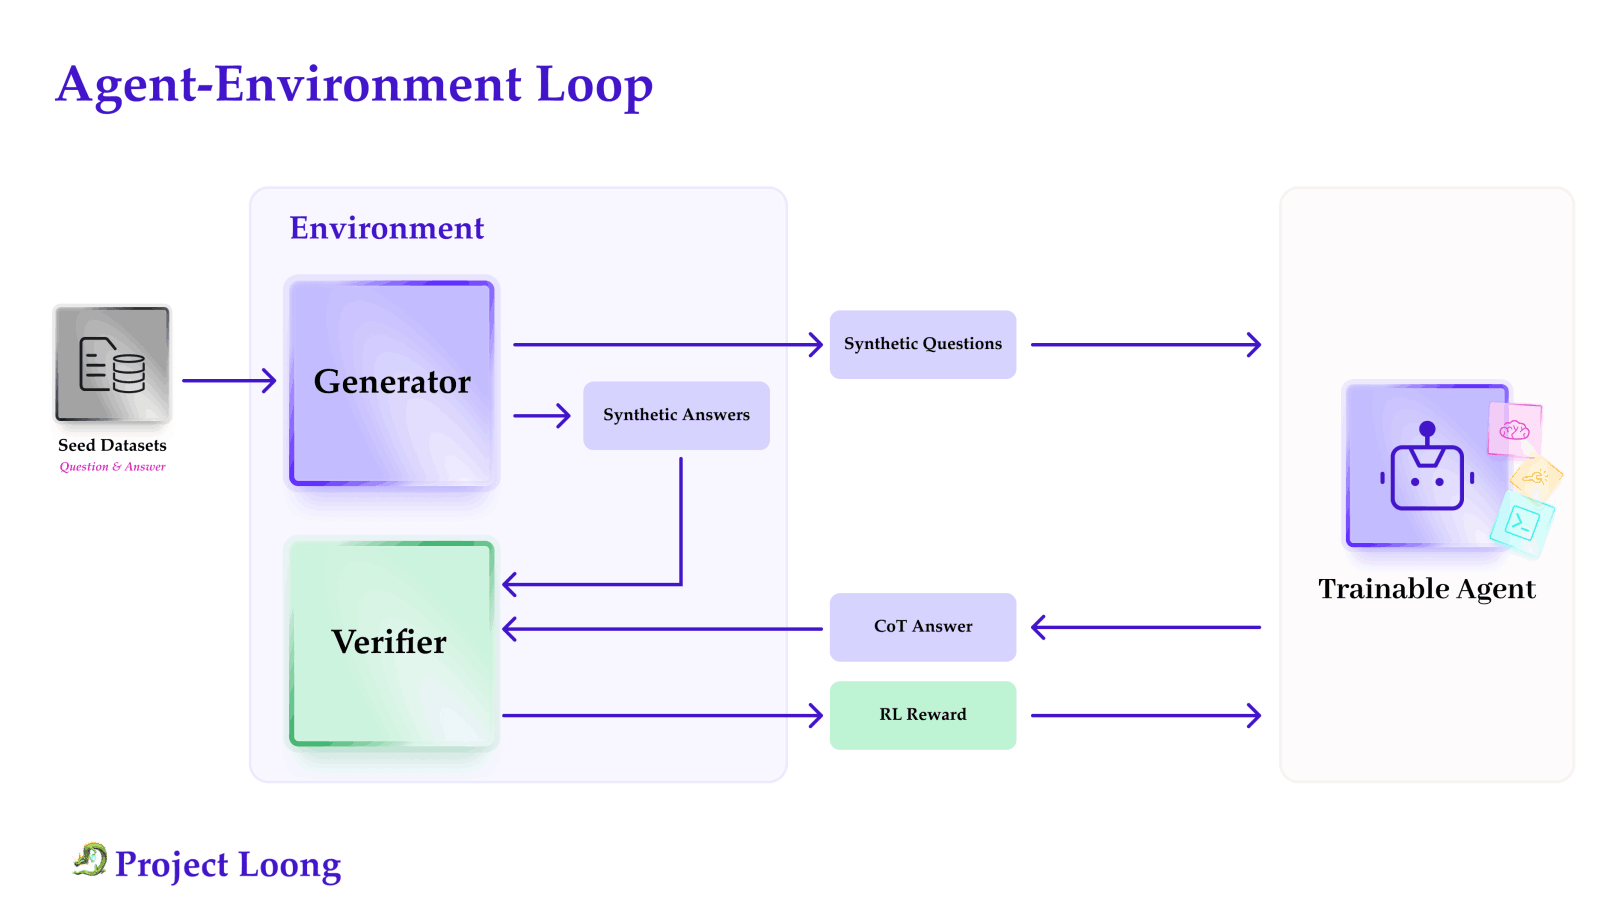 Agent-Environment Loop
Environment
Generator
Synthetic Questions
Synthetic Answers
Seed Datasets
Question & Answer
Verifier
CoT Answer
RL Reward
Trainable Agent
Project Loong